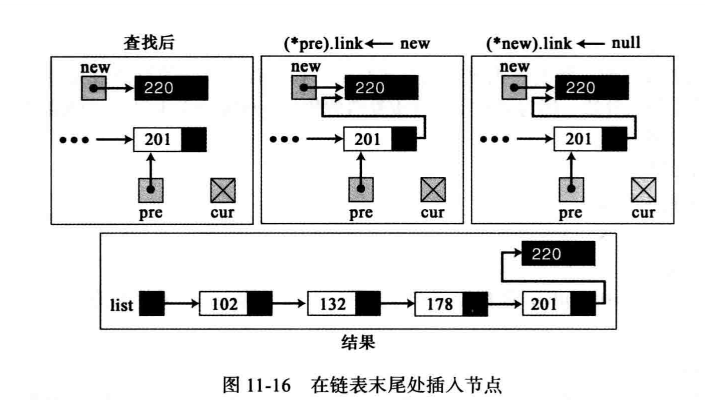 查找后
(*pre).link← new
(*new).link ← null
new
220
••• 201
pre cur
new
220
••• 201
pre cur
new
220
••• 201
pre cur
220
list 102 132 178 201
结果
图 11-16 在链表末尾处插入节点